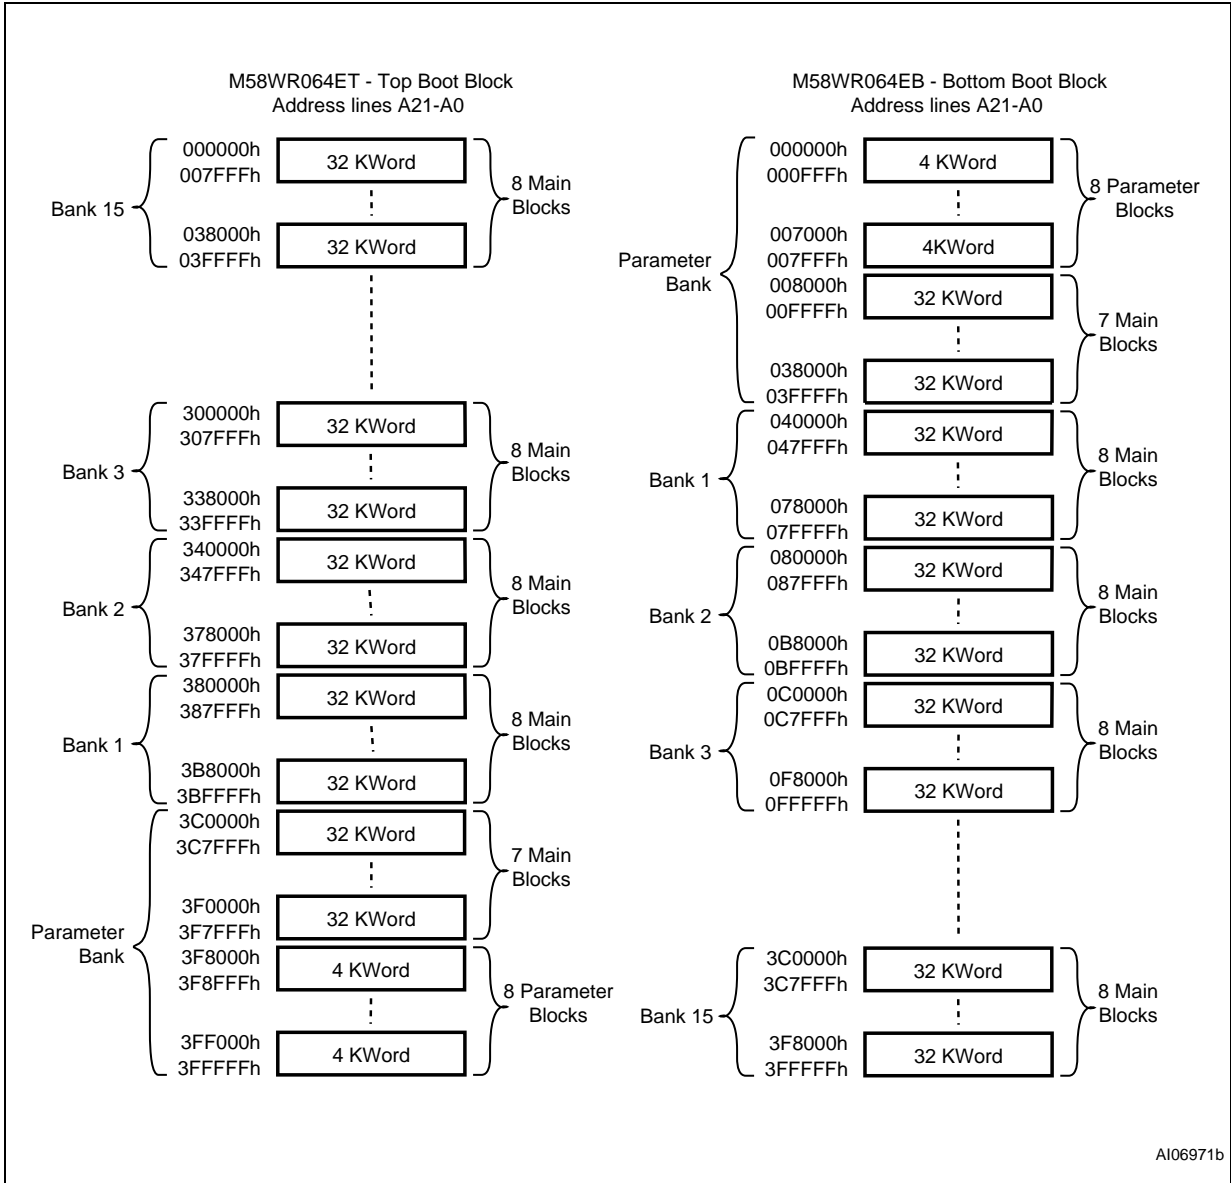 M58WR064ET - Top Boot Block
Address lines A21-A0
000000h
007FFFh
32 KWord
8 Main
Blocks
Bank 15
038000h
03FFFFh
32 KWord
300000h
307FFFh
32 KWord
8 Main
Blocks
Bank 3
338000h
33FFFFh
32 KWord
340000h
347FFFh
32 KWord
8 Main
Blocks
Bank 2
378000h
37FFFFh
32 KWord
380000h
387FFFh
32 KWord
8 Main
Blocks
Bank 1
3B8000h
3BFFFFh
32 KWord
3C0000h
3C7FFFh
32 KWord
7 Main
Blocks
3F0000h
3F7FFFh
32 KWord
Parameter
Bank
3F8000h
3F8FFFh
4 KWord
8 Parameter
Blocks
3FF000h
3FFFFFh
4 KWord
M58WR064EB - Bottom Boot Block
Address lines A21-A0
000000h
000FFFh
4 KWord
8 Parameter
Blocks
007000h
007FFFh
4KWord
Parameter
Bank
008000h
00FFFFh
32 KWord
7 Main
Blocks
038000h
03FFFFh
32 KWord
040000h
047FFFh
32 KWord
8 Main
Blocks
Bank 1
078000h
07FFFFh
32 KWord
080000h
087FFFh
32 KWord
8 Main
Blocks
Bank 2
0B8000h
0BFFFFh
32 KWord
0C0000h
0C7FFFh
32 KWord
8 Main
Blocks
Bank 3
0F8000h
0FFFFFh
32 KWord
3C0000h
3C7FFFh
32 KWord
8 Main
Blocks
Bank 15
3F8000h
3FFFFFh
32 KWord
AI06971b